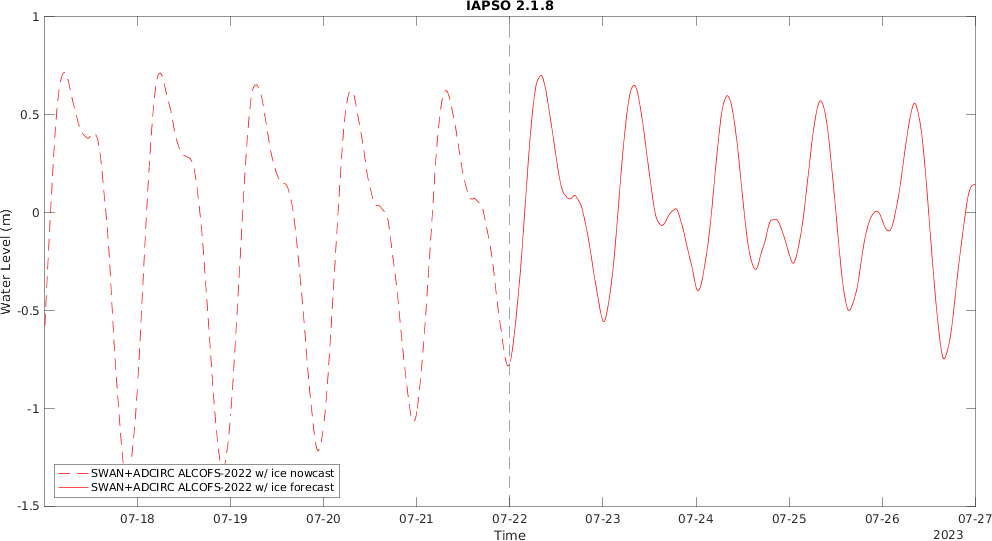 IAPSO 2.1.8
1
0.5
0
-0.5
-1
-1.5
Water Level (m)
SWAN+ADCIRC ALCOFS-2022 w/ ice nowcast
SWAN+ADCIRC ALCOFS-2022 w/ ice forecast
07-18 07-19 07-20 07-21 07-22 07-23 07-24 07-25 07-26 07-27
Time
2023